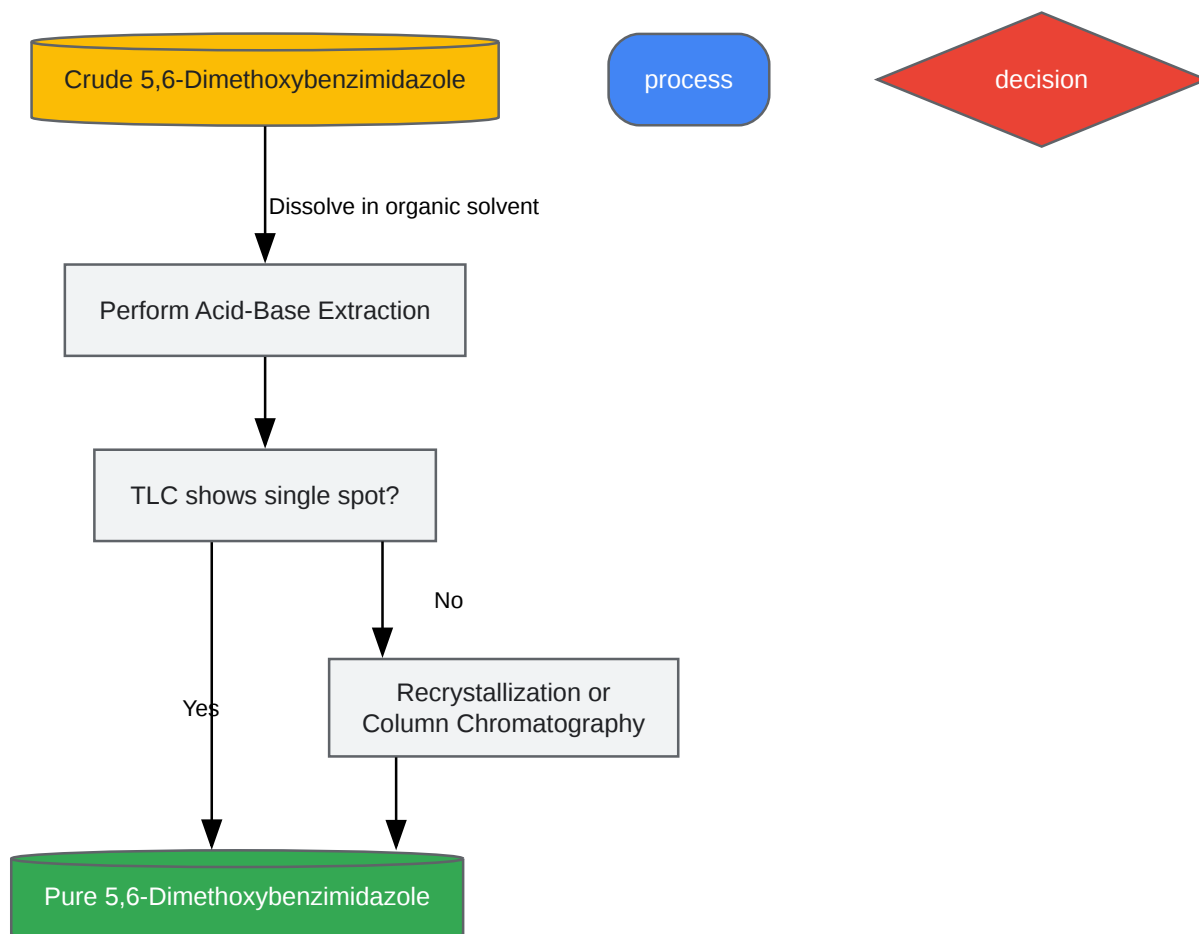 Crude 5,6-Dimethoxybenzimidazole
process
decision
Dissolve in organic solvent
Perform Acid-Base Extraction
TLC shows single spot?
No
Recrystallization or
Column Chromatography
Yes
Pure 5,6-Dimethoxybenzimidazole